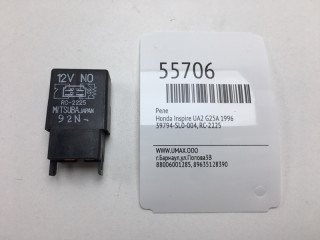 12V NO
RC-2225
MITSUBA JAPAN
92N
55706
Реле
Honda Inspire UA2 G25A 1996
39794-SL0-004, RC-2225
WWW.UMAX.OOO
г.Барнаул,ул.Попова5В
88006001285, 89635128390